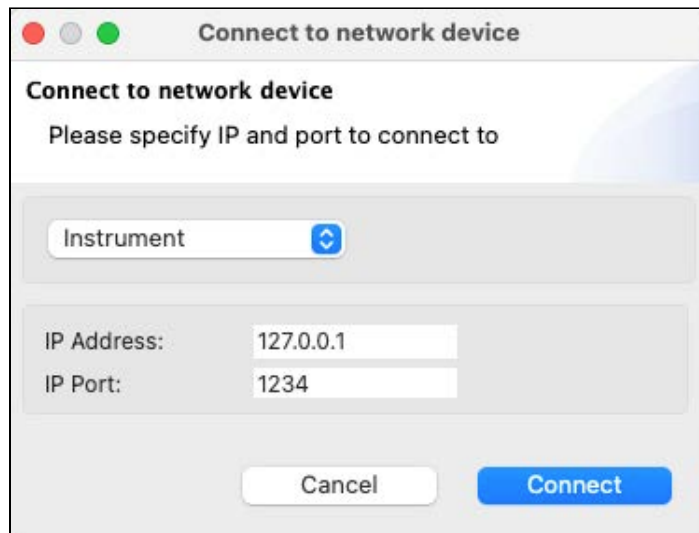 Connect to network device
Connect to network device
Please specify IP and port to connect to
Instrument
IP Address: 127.0.0.1
IP Port: 1234
Cancel Connect